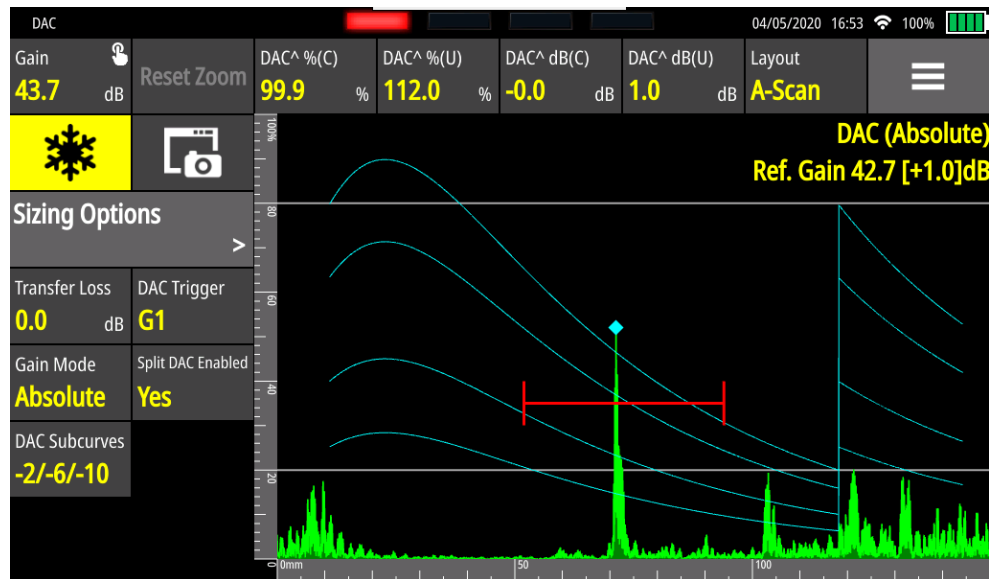 DAC
04/05/2020 16:53 100%
Gain
43.7 dB
Reset Zoom
DAC^ %(C)
99.9 %
DAC^ %(U)
112.0 %
DAC^ dB(C)
-0.0 dB
DAC^ dB(U)
1.0 dB
Layout
A-Scan
DAC (Absolute)
Ref. Gain 42.7 [+1.0]dB
Sizing Options
>
Transfer Loss
0.0 dB
DAC Trigger
G1
Gain Mode
Absolute
Split DAC Enabled
Yes
DAC Subcurves
-2/-6/-10
100%
80
60
40
20
0
0mm
50
100